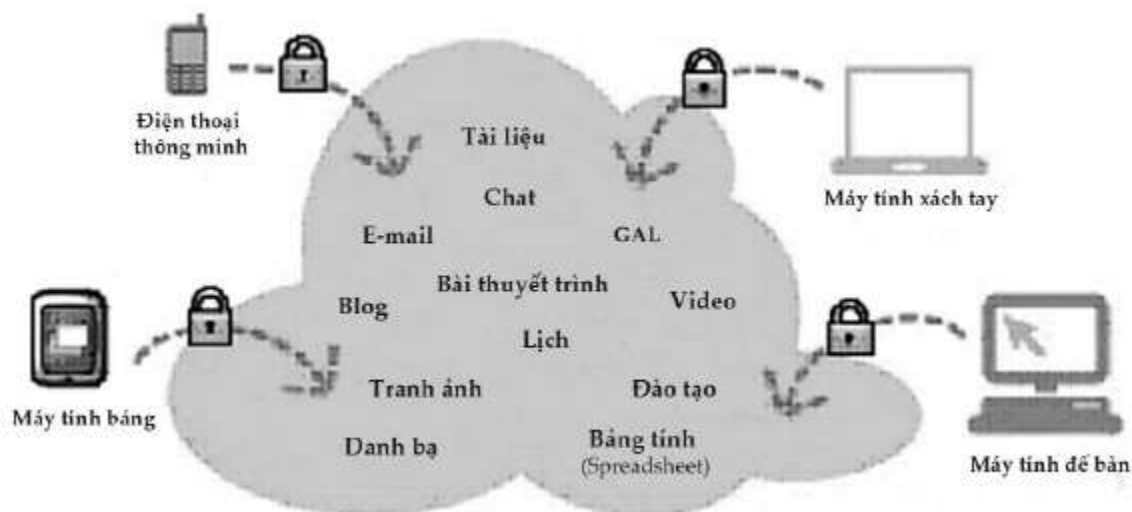 Điện thoại
thông minh
Tài liệu
Chat
Máy tính xách tay
E-mail
GAL
Bài thuyết trình
Blog
Video
Lịch
Tranh ảnh
Đào tạo
Máy tính bảng
Danh bạ
Bảng tính
(Spreadsheet)
Máy tính để bàn